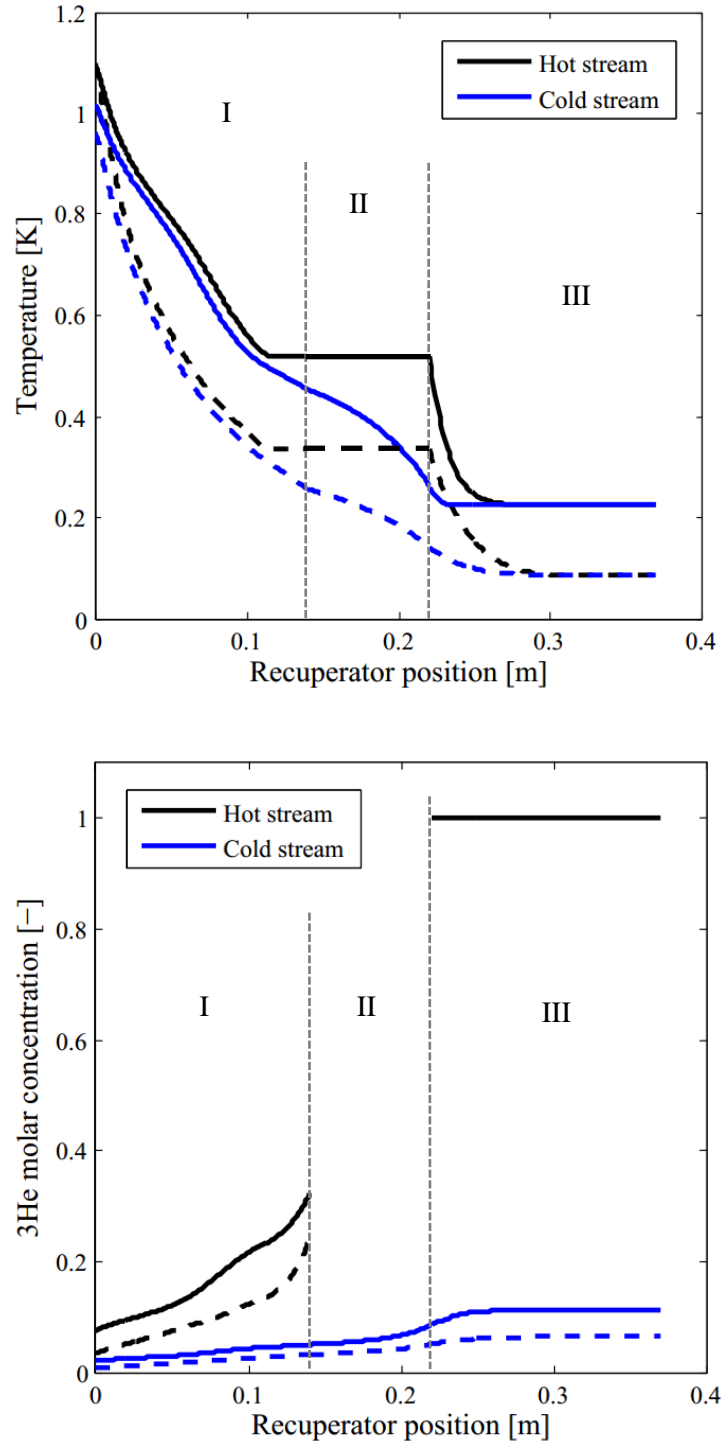 1.2
1
0.8
0.6
0.4
0.2
0
Temperature [K]
Hot stream
Cold stream
I
II
III
0
0.1
0.2
0.3
0.4
Recuperator position [m]
1
0.8
0.6
0.4
0.2
0
3He molar concentration [−]
Hot stream
Cold stream
I
II
III
0
0.1
0.2
0.3
0.4
Recuperator position [m]